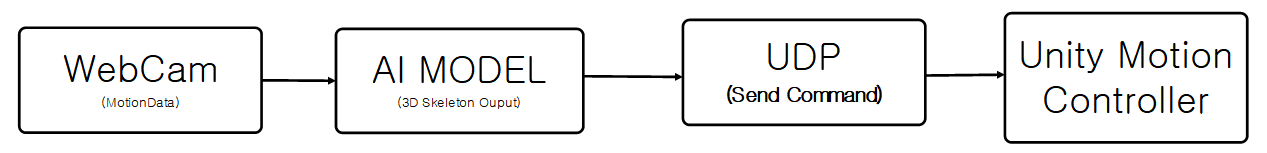 WebCam
(MotionData)
AI MODEL
(3D Skeleton Ouput)
UDP
(Send Command)
Unity Motion
Controller